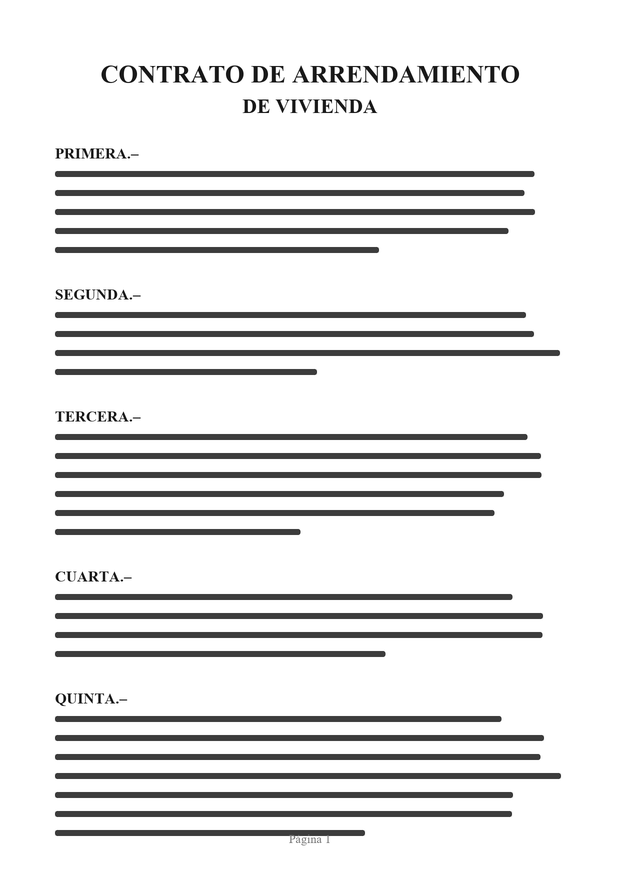 CONTRATO DE ARRENDAMIENTO
DE VIVIENDA
PRIMERA.–
SEGUNDA.–
TERCERA.–
CUARTA.–
QUINTA.–
Página 1